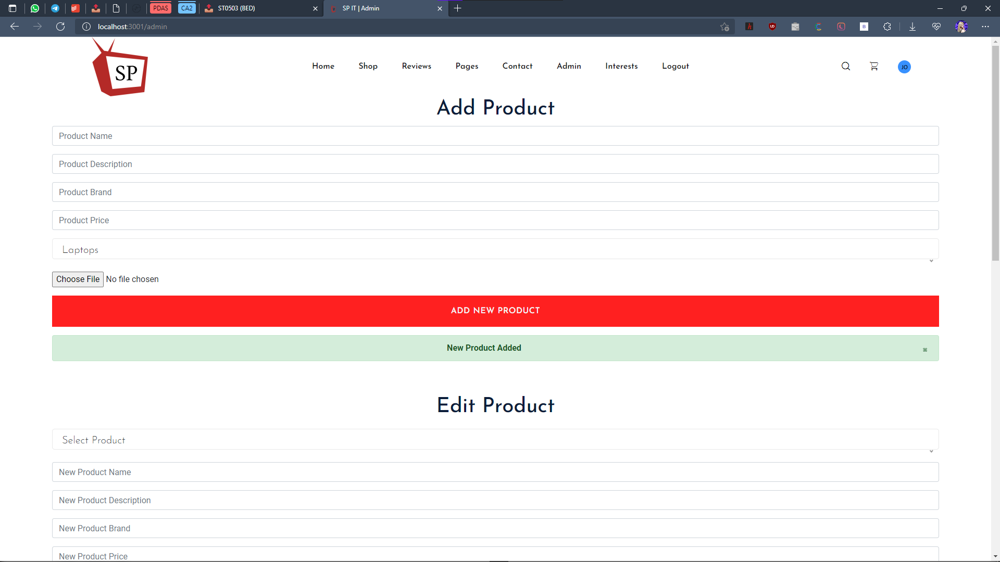 PDAS
CA2
ST0503 (BED)
SP IT | Admin
localhost:3001/admin
SP
Home
Shop
Reviews
Pages
Contact
Admin
Interests
Logout
JO
Add Product
Product Name
Product Description
Product Brand
Product Price
Laptops
Choose File No file chosen
ADD NEW PRODUCT
New Product Added
Edit Product
Select Product
New Product Name
New Product Description
New Product Brand
New Product Price